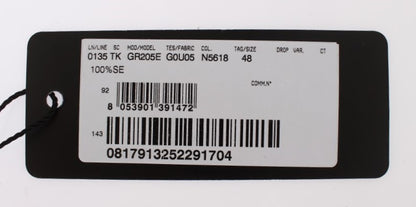 LN/LINE SC MOD/MODEL TES/FABRIC COL. TAG/SIZE DROP VAR. CT
0135 TK GR205E G0U05 N5618 48
100%SE
COMM.N°
92
8 053901 391472
143
0817913252291704